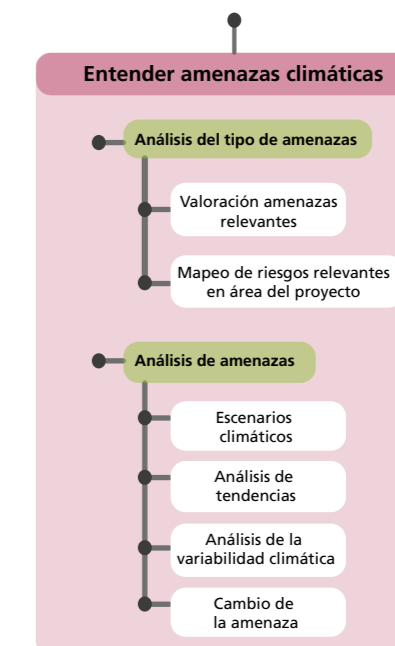 Entender amenazas climáticas
Análisis del tipo de amenazas
Valoración amenazas
relevantes
Mapeo de riesgos relevantes
en área del proyecto
Análisis de amenazas
Escenarios
climáticos
Análisis de
tendencias
Análisis de la
variabilidad climática
Cambio de
la amenaza